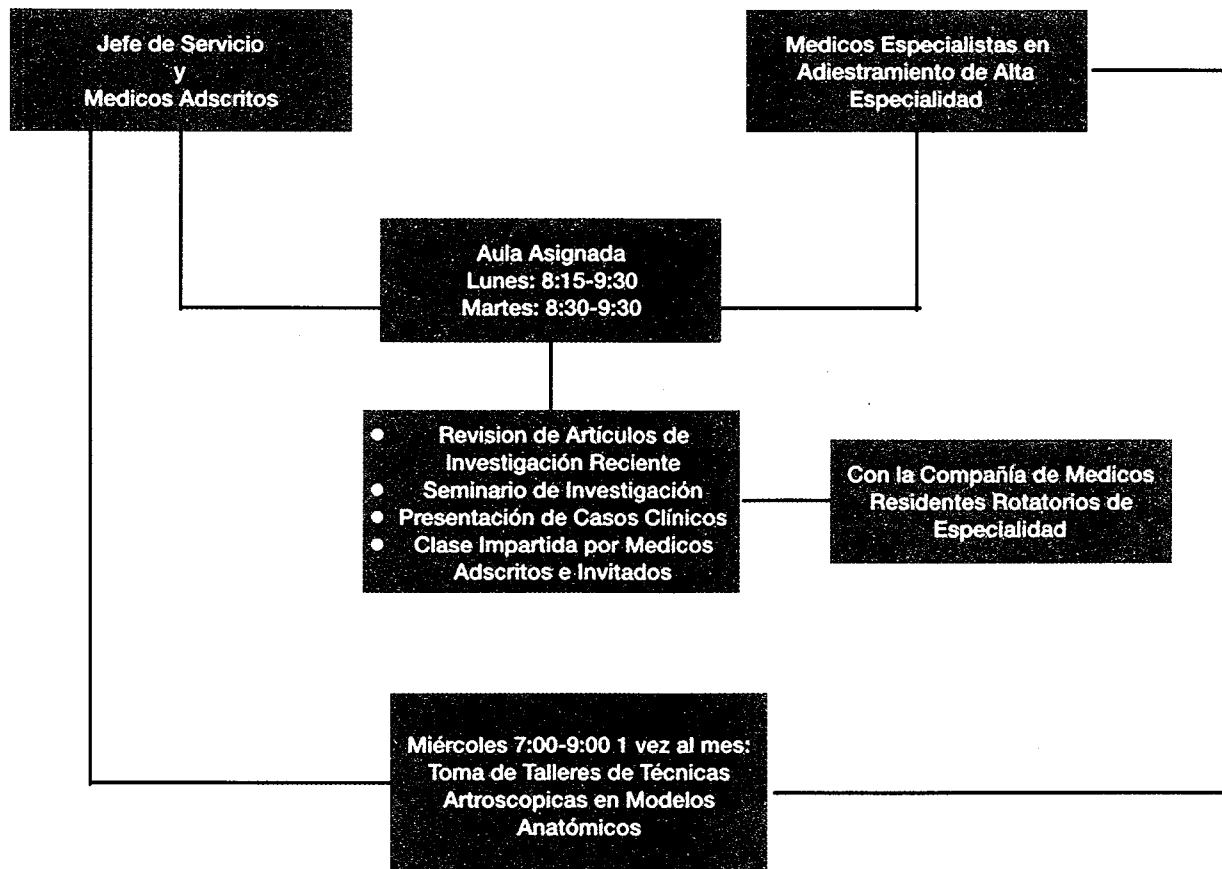 Jefe de Servicio
y
Medicos Adscritos
Medicos Especialistas en
Adiestramiento de Alta
Especialidad
Aula Asignada
Lunes: 8:15-9:30
Martes: 8:30-9:30
● Revision de Artículos de
Investigación Reciente
● Seminario de Investigación
● Presentación de Casos Clínicos
● Clase Impartida por Medicos
Adscritos e Invitados
Con la Compañía de Medicos
Residentes Rotatorios de
Especialidad
Miércoles 7:00-9:00 1 vez al mes:
Toma de Talleres de Técnicas
Artroscopicas en Modelos
Anatómicos